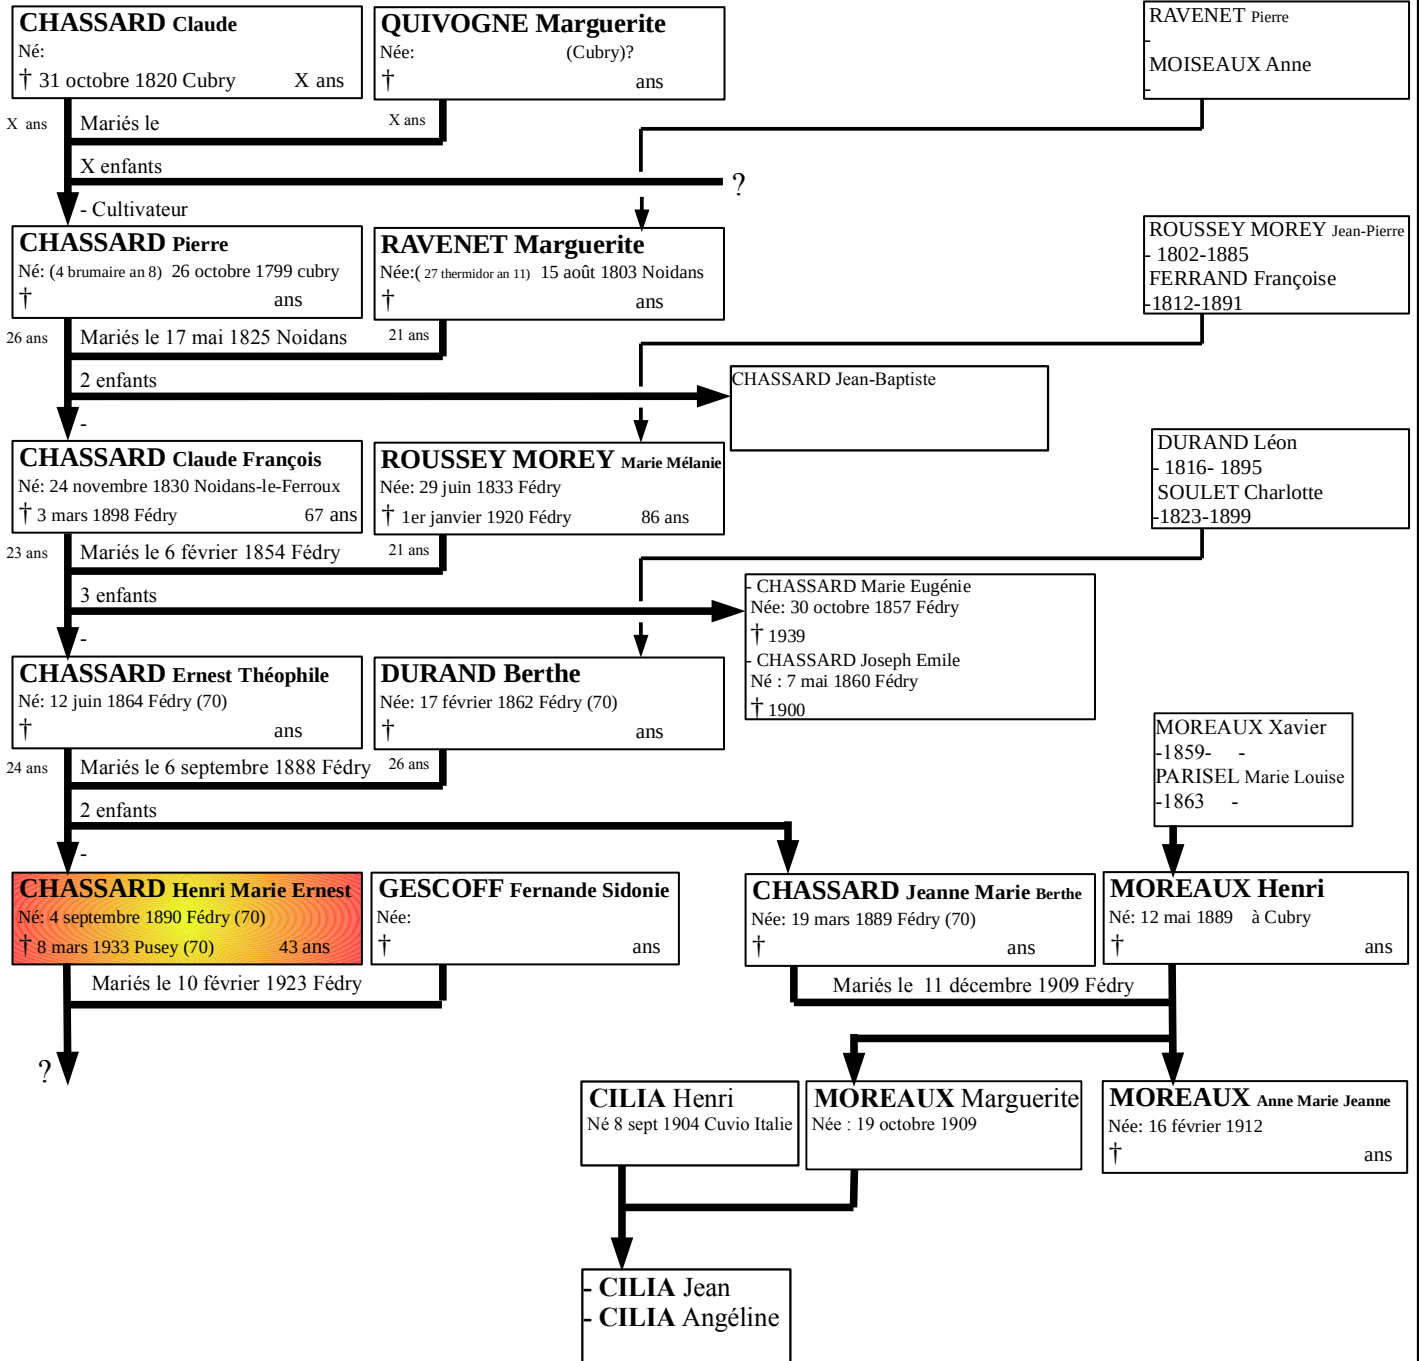 CHASSARD Claude
Né:
† 31 octobre 1820 Cubry X ans
QUIVOGNE Marguerite
Née: (Cubry)?
† ans
RAVENET Pierre
-
MOISEAUX Anne
-
X ans
Mariés le
X ans
X enfants
?
- Cultivateur
CHASSARD Pierre
Né: (4 brumaire an 8) 26 octobre 1799 cubry
† ans
RAVENET Marguerite
Née:( 27 thermidor an 11) 15 août 1803 Noidans
† ans
ROUSSEY MOREY Jean-Pierre
- 1802-1885
FERRAND Françoise
-1812-1891
26 ans
Mariés le 17 mai 1825 Noidans
21 ans
2 enfants
CHASSARD Jean-Baptiste
-
CHASSARD Claude François
Né: 24 novembre 1830 Noidans-le-Ferroux
† 3 mars 1898 Fédry 67 ans
ROUSSEY MOREY Marie Mélanie
Née: 29 juin 1833 Fédry
† 1er janvier 1920 Fédry 86 ans
DURAND Léon
- 1816- 1895
SOULET Charlotte
-1823-1899
23 ans
Mariés le 6 février 1854 Fédry
21 ans
3 enfants
- CHASSARD Marie Eugénie
Née: 30 octobre 1857 Fédry
† 1939
- CHASSARD Joseph Emile
Né : 7 mai 1860 Fédry
† 1900
-
CHASSARD Ernest Théophile
Né: 12 juin 1864 Fédry (70)
† ans
DURAND Berthe
Née: 17 février 1862 Fédry (70)
† ans
MOREAUX Xavier
-1859- -
PARISEL Marie Louise
-1863 -
24 ans
Mariés le 6 septembre 1888 Fédry
26 ans
2 enfants
-
CHASSARD Henri Marie Ernest
Né: 4 septembre 1890 Fédry (70)
† 8 mars 1933 Pusey (70) 43 ans
GESCOFF Fernande Sidonie
Née:
† ans
CHASSARD Jeanne Marie Berthe
Née: 19 mars 1889 Fédry (70)
† ans
MOREAUX Henri
Né: 12 mai 1889 à Cubry
† ans
Mariés le 10 février 1923 Fédry
Mariés le 11 décembre 1909 Fédry
?
CILIA Henri
Né 8 sept 1904 Cuvio Italie
MOREAUX Marguerite
Née : 19 octobre 1909
MOREAUX Anne Marie Jeanne
Née: 16 février 1912
† ans
- CILIA Jean
- CILIA Angéline